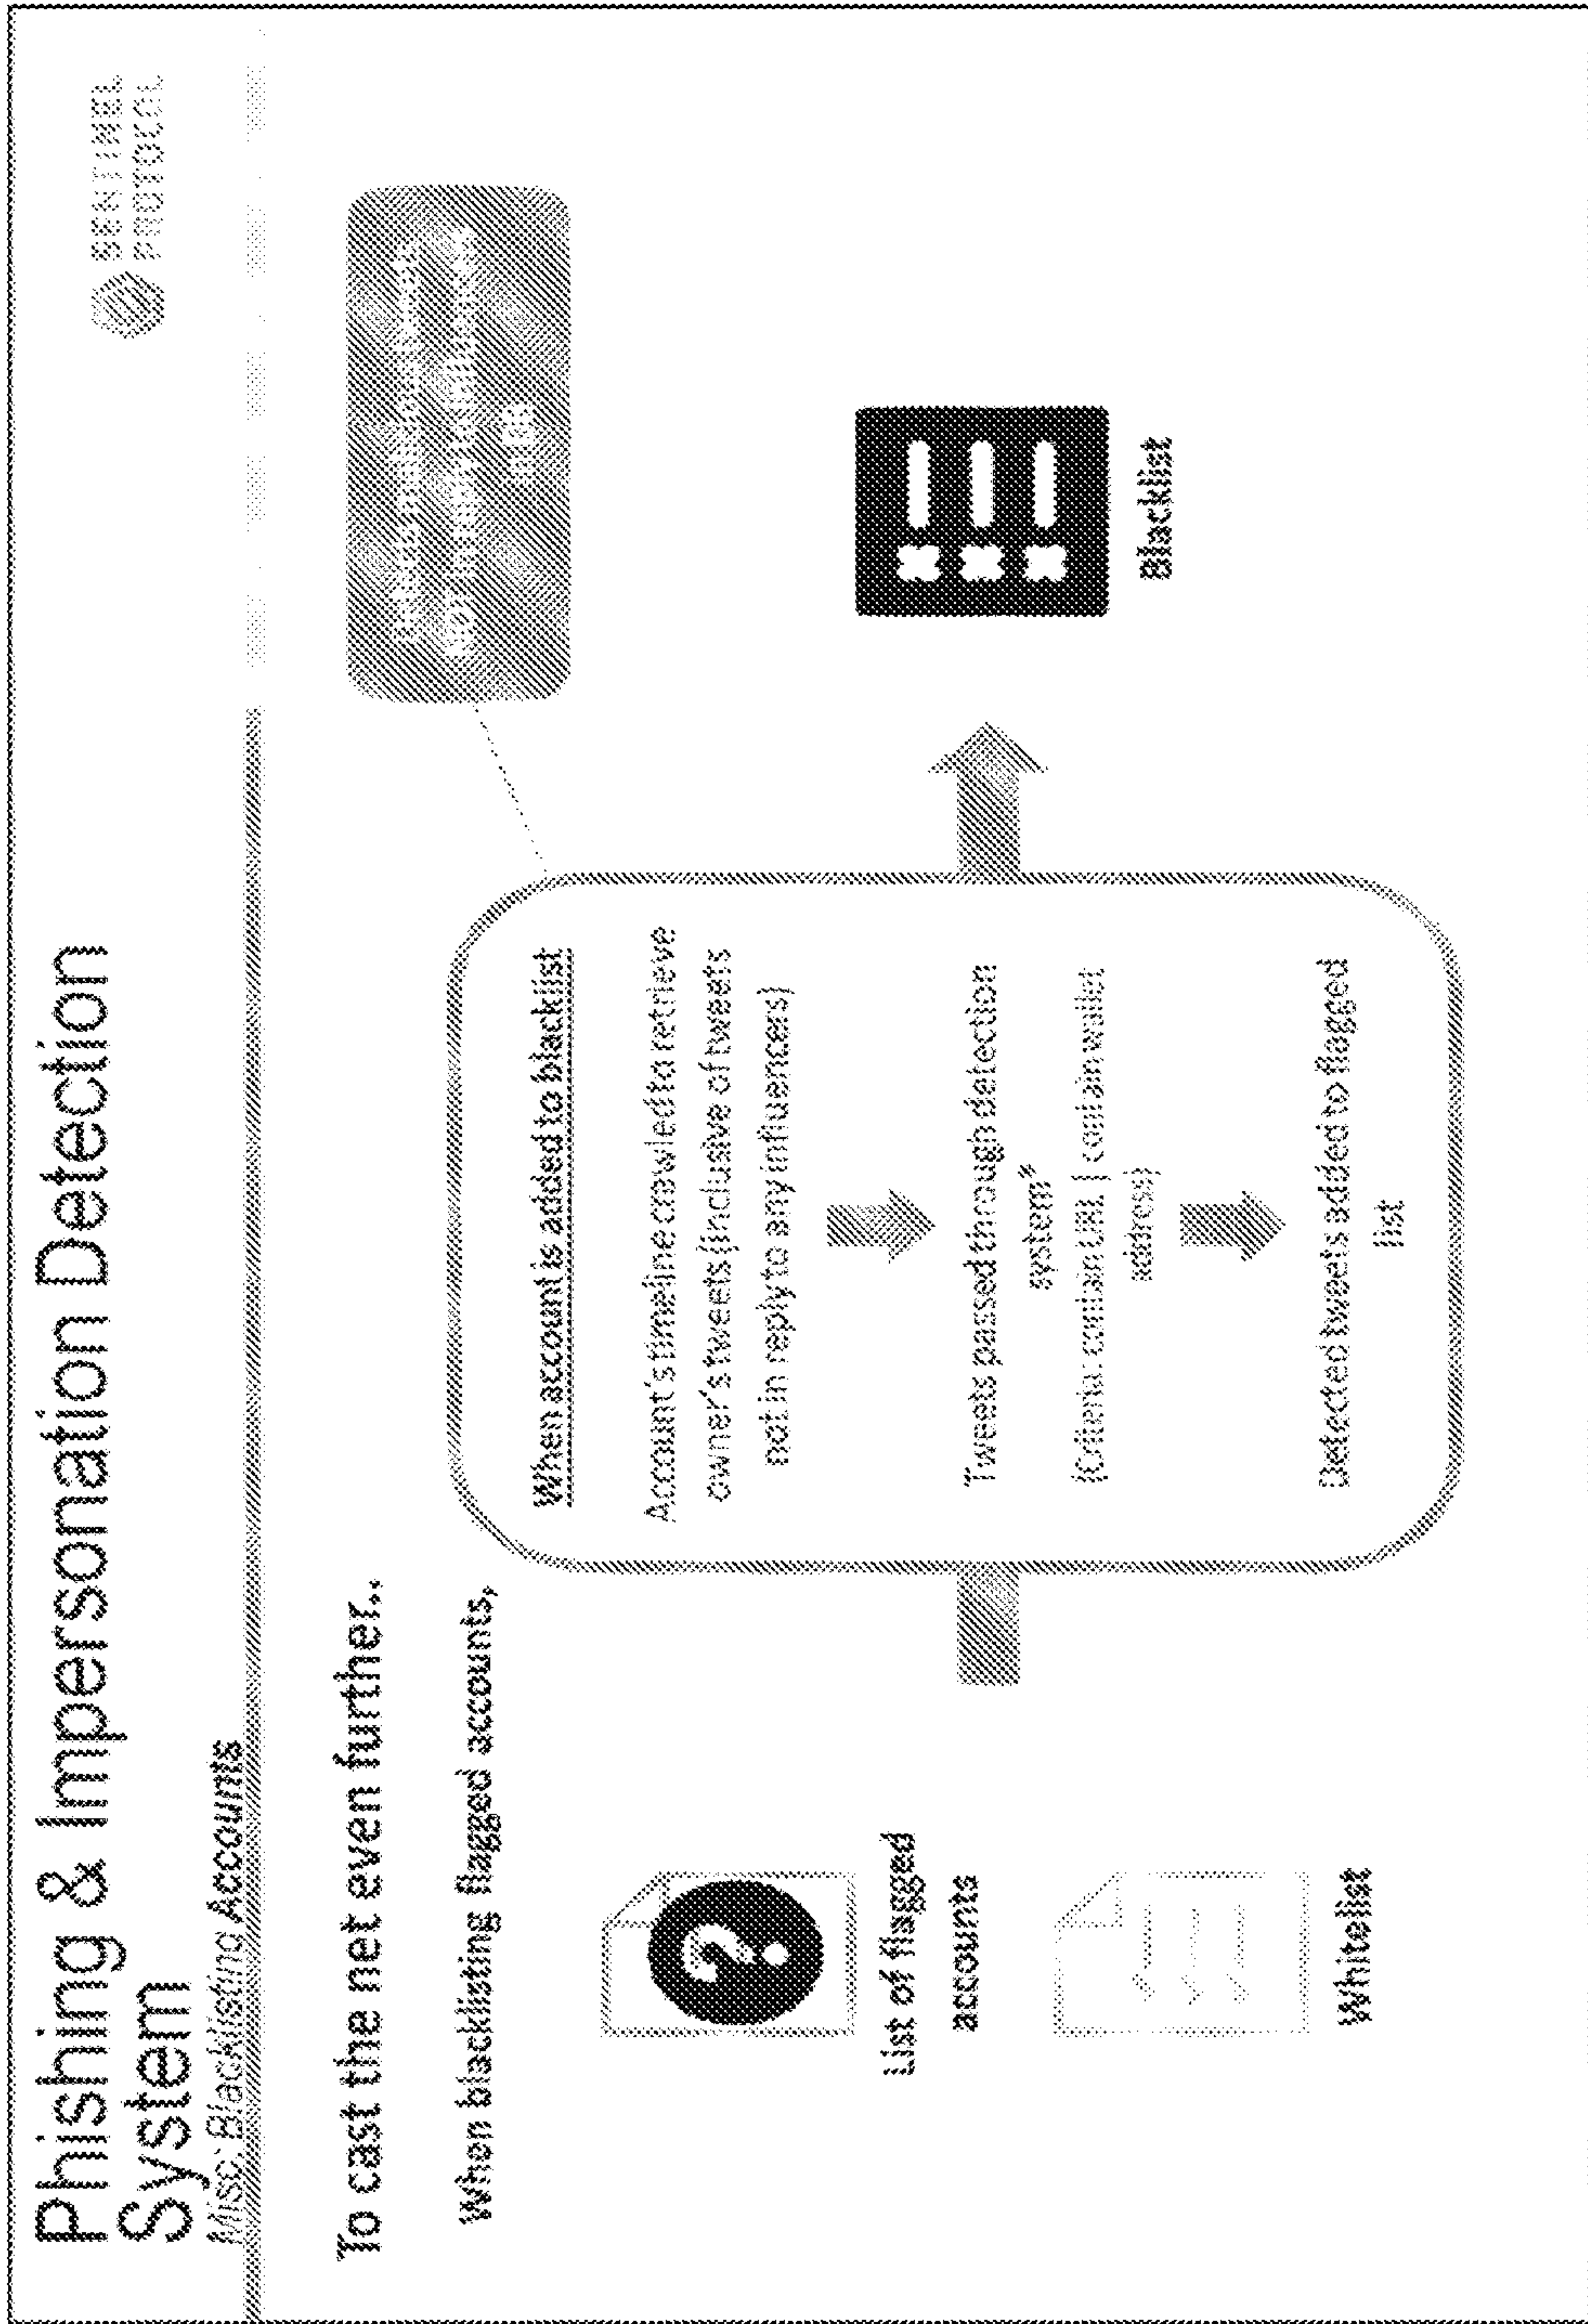 Phishing & Impersonation Detection
System
Misc: Blacklisting Accounts
SENTINEL
PROTOCOL
To cast the net even further..
When blacklisting flagged accounts,
List of flagged
accounts
Whitelist
When account is added to blacklist
Account's timeline crawled to retrieve
owner's tweets (inclusive of tweets
not in reply to any influencers)
Tweets passed through detection
system*
(Criteria: contain URL | contain wallet
address)
Detected tweets added to flagged
list
Blacklist